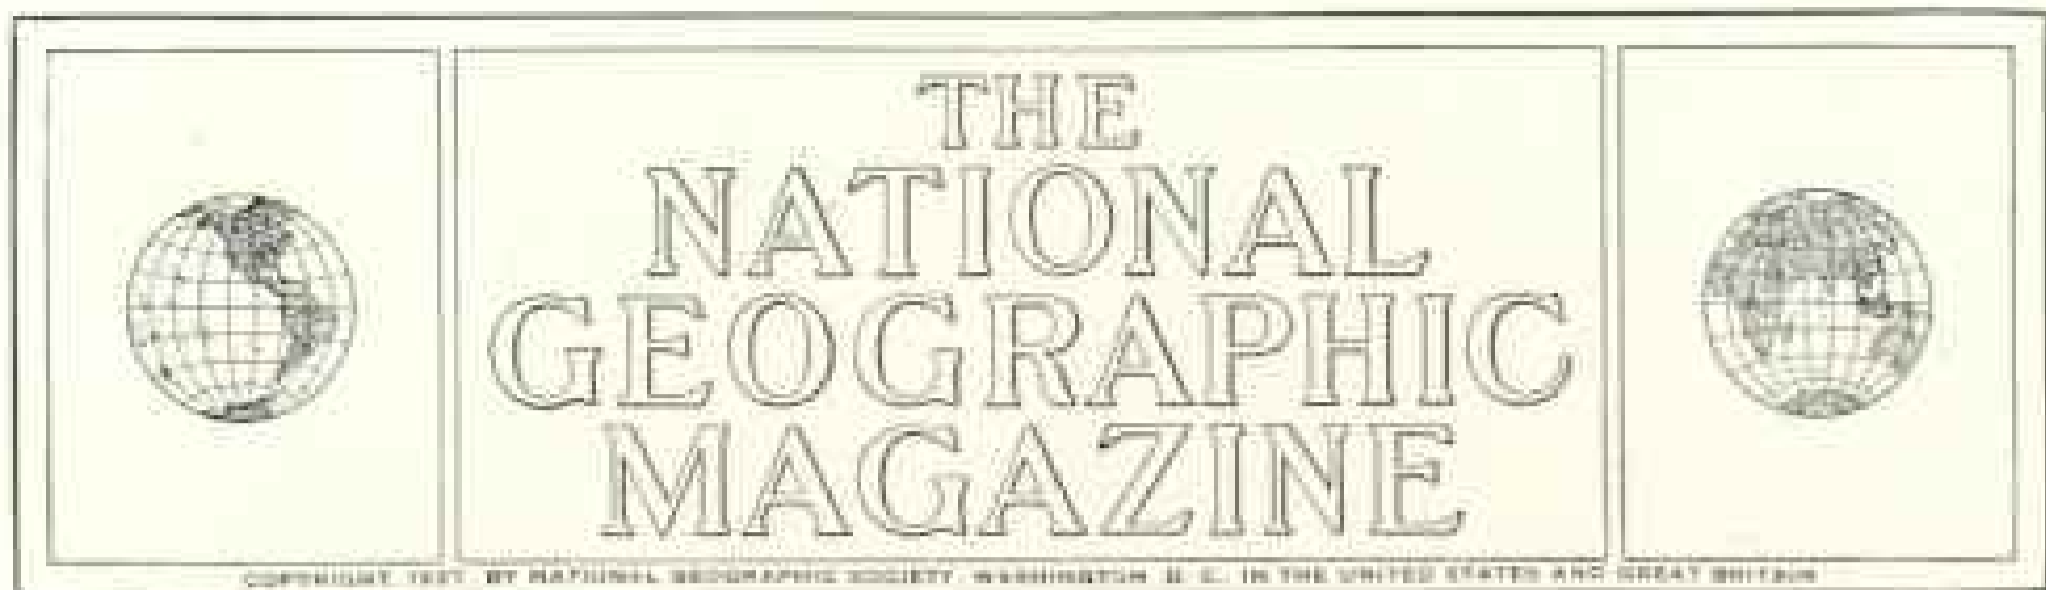 THE
NATIONAL
GEOGRAPHIC
MAGAZINE
COPYRIGHT BY NATIONAL GEOGRAPHIC SOCIETY WASHINGTON D. C. IN THE UNITED STATES AND GREAT BRITAIN